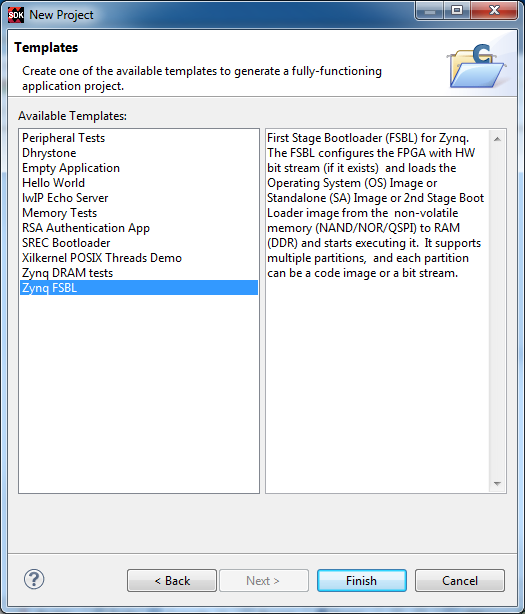 SDK New Project
Templates
C
Create one of the available templates to generate a fully-functioning
application project.
Available Templates:
Peripheral Tests
Dhrystone
Empty Application
Hello World
lwIP Echo Server
Memory Tests
RSA Authentication App
SREC Bootloader
Xilkernel POSIX Threads Demo
Zynq DRAM tests
Zynq FSBL
First Stage Bootloader (FSBL) for Zynq.
The FSBL configures the FPGA with HW
bit stream (if it exists)  and loads the
Operating System (OS) Image or
Standalone (SA) Image or 2nd Stage Boot
Loader image from the  non-volatile
memory (NAND/NOR/QSPI) to RAM
(DDR) and starts executing it.  It supports
multiple partitions,  and each partition
can be a code image or a bit stream.
?
< Back
Next >
Finish
Cancel